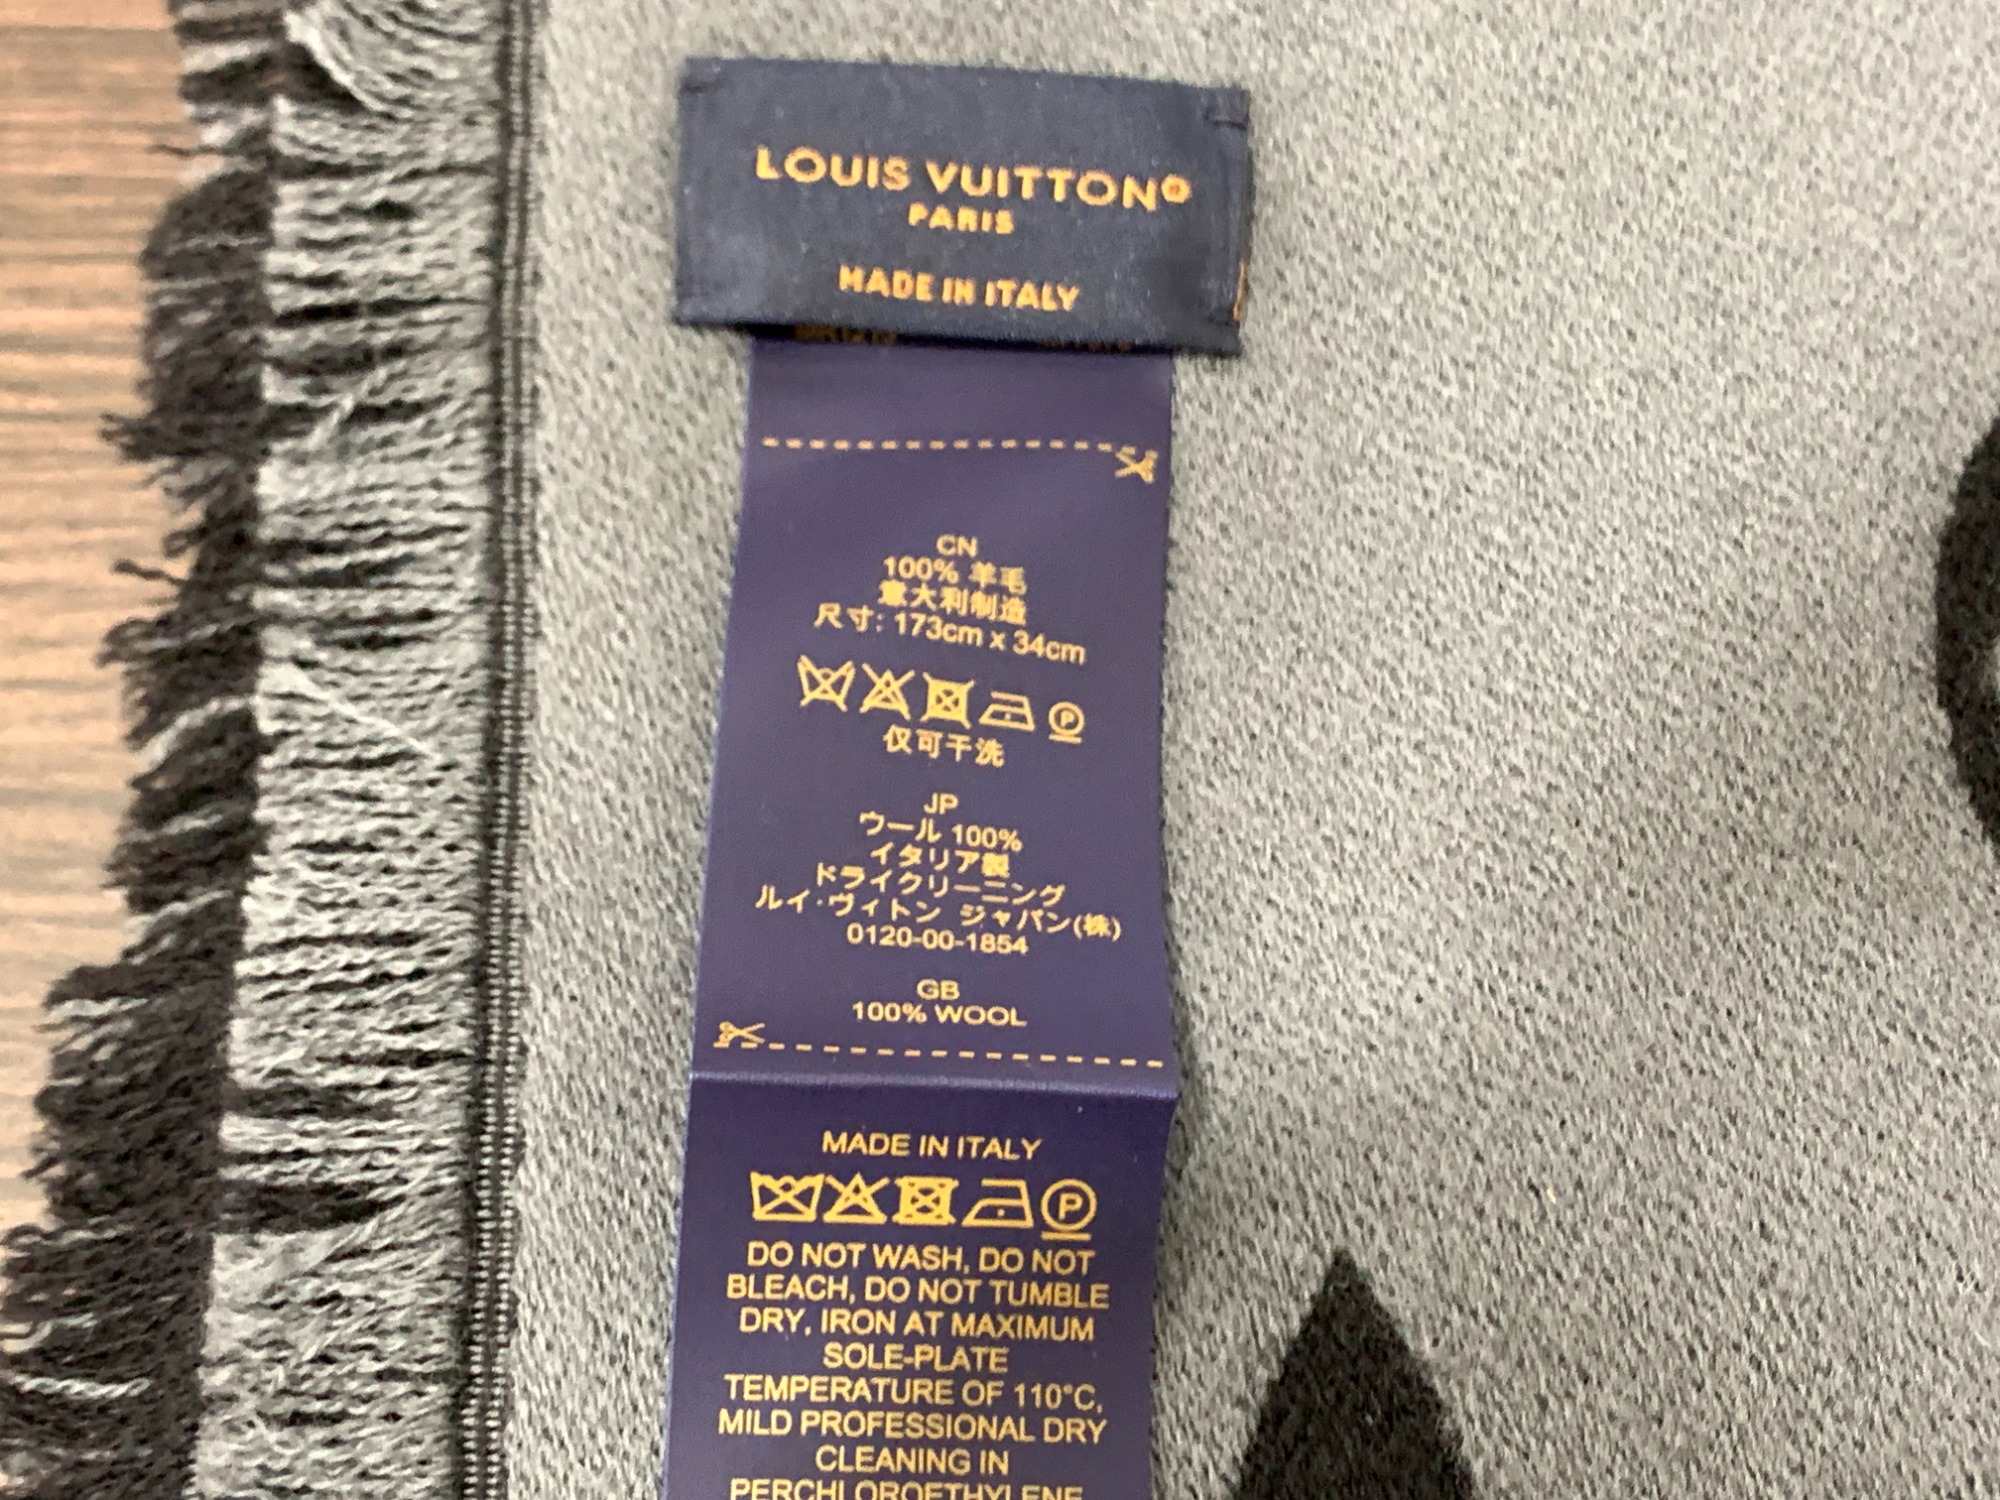 LOUIS VUITTON
PARIS
MADE IN ITALY
CN
100% 羊毛
意大利制造
尺寸: 173cm x 34cm
P
仅可干洗
JP
ウール 100%
イタリア製
ドライクリーニング
ルイ・ヴィトン ジャパン(株)
0120-00-1854
GB
100% WOOL
MADE IN ITALY
P
DO NOT WASH, DO NOT
BLEACH, DO NOT TUMBLE
DRY, IRON AT MAXIMUM
SOLE-PLATE
TEMPERATURE OF 110°C,
MILD PROFESSIONAL DRY
CLEANING IN
PERCHLOROETHYLENE,